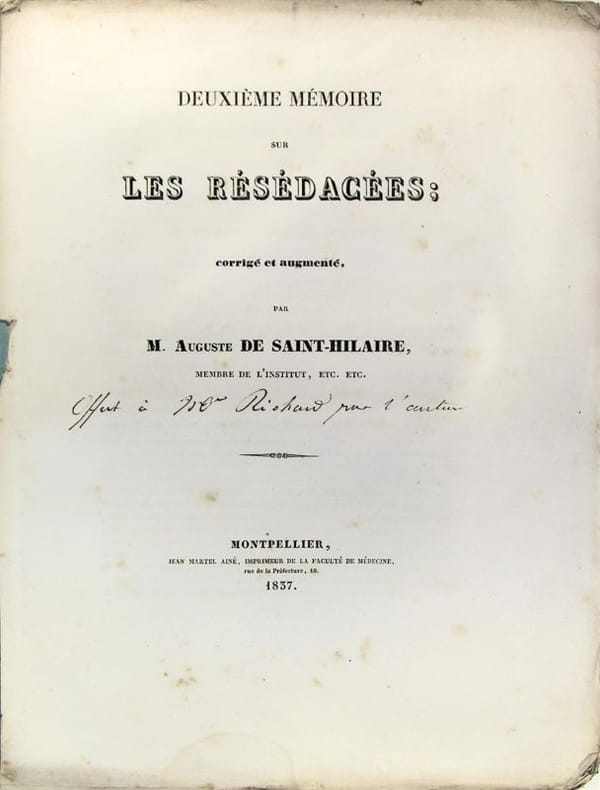 DEUXIÈME MÉMOIRE
SUR
LES RÉSÉDACÉES;
corrigé et augmenté,
PAR
M. AUGUSTE DE SAINT-HILAIRE,
MEMBRE DE L'INSTITUT, ETC. ETC.
Offert à Mr Richard par l'auteur
MONTPELLIER,
JEAN MARTEL AINÉ, IMPRIMEUR DE LA FACULTÉ DE MÉDECINE,
rue de la Préfecture, 10.
1837.